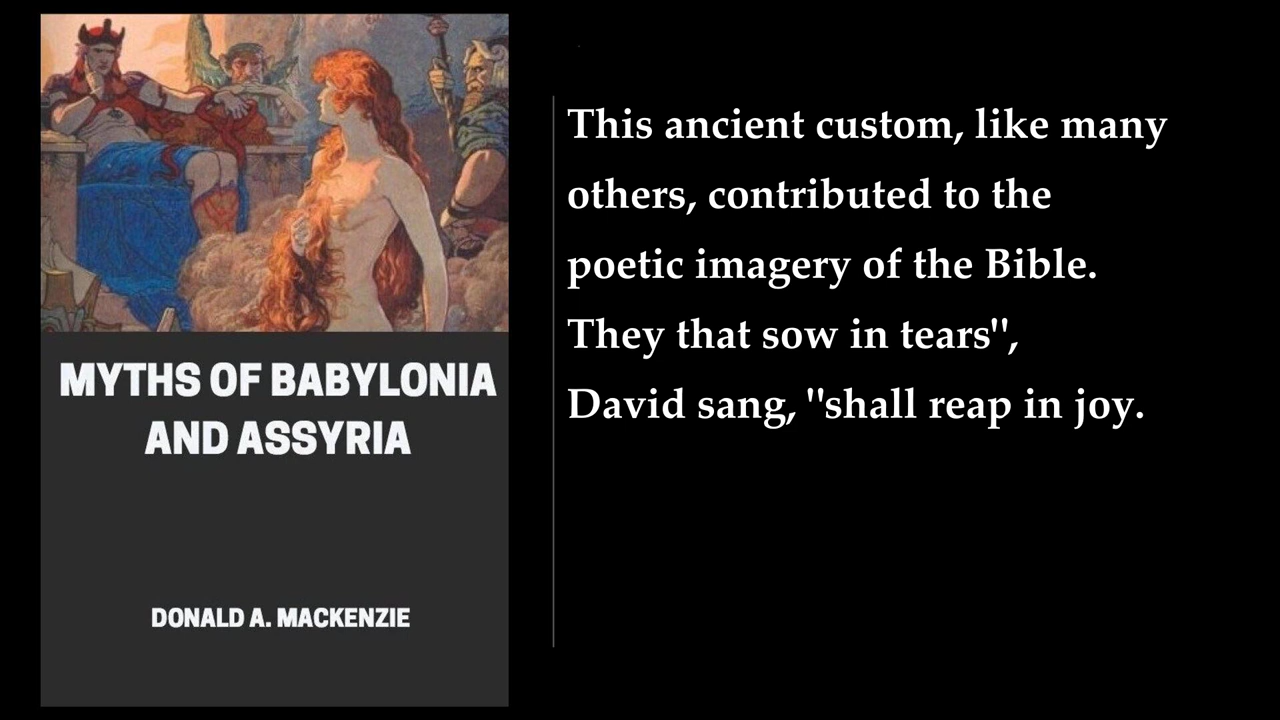 MYTHS OF BABYLONIA
AND ASSYRIA
DONALD A. MACKENZIE
This ancient custom, like many
others, contributed to the
poetic imagery of the Bible.
They that sow in tears",
David sang, "shall reap in joy.